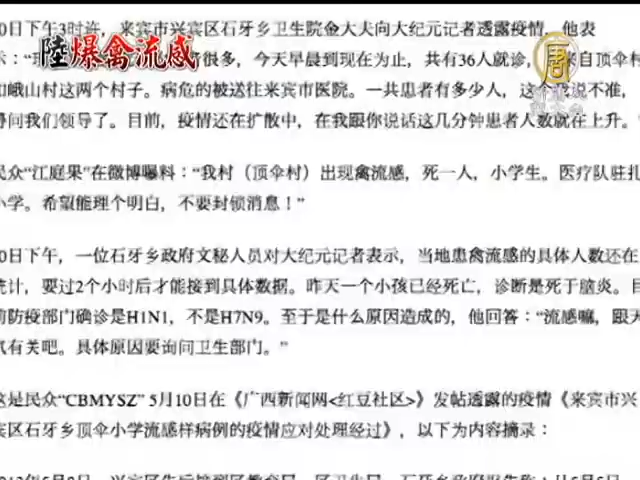 0日下午3时许，来宾市兴宾区石牙乡卫生院金大夫向大纪元记者透露疫情，他表
陸爆禽流感
很多，今天早晨到现在为止，共有36人就诊，
来自顶伞村
和峨山村这两个村子。病危的被送往来宾市医院。一共患者有多少人，这个
说不准，
得问我们领导了。目前，疫情还在扩散中，在我跟你说话这几分钟患者人数就在上升。"
民众“江庭果”在微博曝料：“我村（顶伞村）出现禽流感，死一人，小学生。医疗队驻扎
小学。希望能理个明白，不要封锁消息！”
0日下午，一位石牙乡政府文秘人员对大纪元记者表示，当地患禽流感的具体人数还在
统计，要过2个小时后才能接到具体数据。昨天一个小孩已经死亡，诊断是死于脑炎。目
前防疫部门确诊是H1N1，不是H7N9。至于是什么原因造成的，他回答：“流感嘛，跟天
气有关吧。具体原因要询问卫生部门。”
这是民众“CBMYSZ” 5月10日在《广西新闻网<红豆社区>》发帖透露的疫情《来宾市兴
宾区石牙乡顶伞小学流感样病例的疫情应对处理经过》，以下为内容摘录：